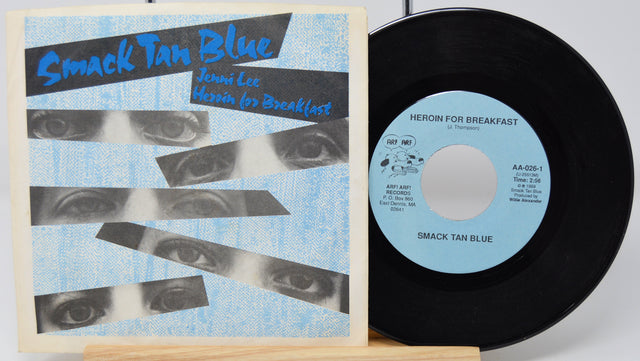 Smack Tan Blue
Jenni Lee
Heroin for Breakfast
HEROIN FOR BREAKFAST
(J. Thompson)
ARF! ARF!
ARF! ARF!
RECORDS
P. O. Box 860
East Dennis, MA
02641
AA-026-1
Time: 2:06
Smack Tan Blue
Produced by
Willie Alexander
SMACK TAN BLUE